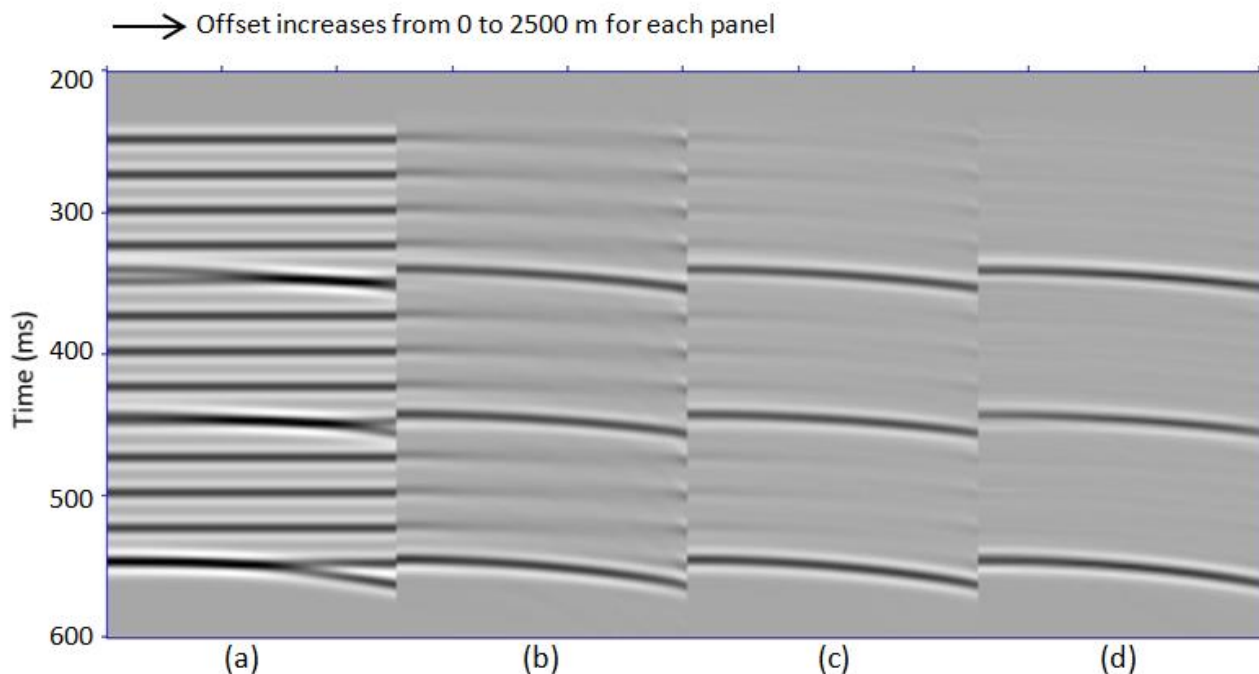 Offset increases from 0 to 2500 m for each panel
200
300
400
500
600
Time (ms)
(a) (b) (c) (d)